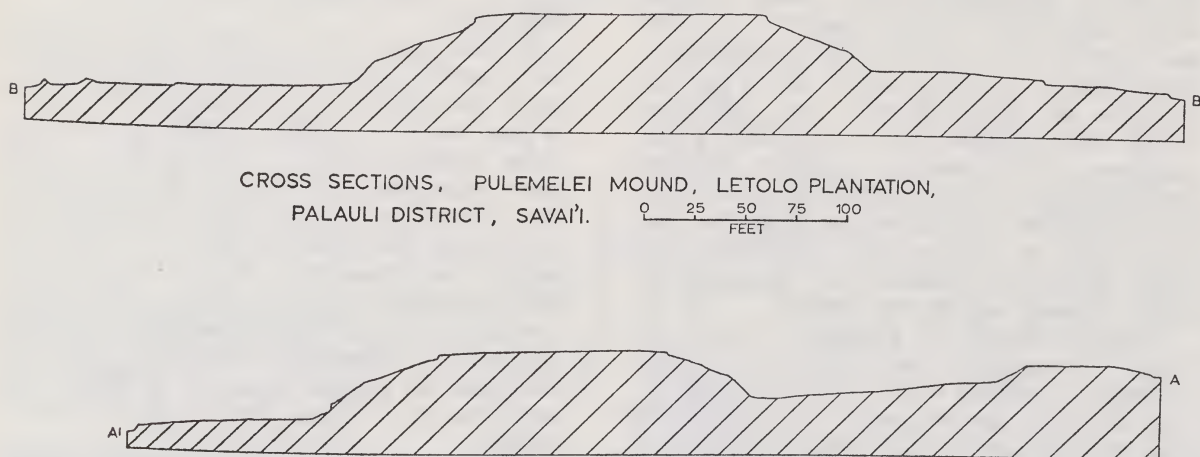 B B
CROSS SECTIONS, PULEMELEI MOUND, LETOLO PLANTATION,
PALAULI DISTRICT, SAVAI'I.
0 25 50 75 100
FEET
A' A